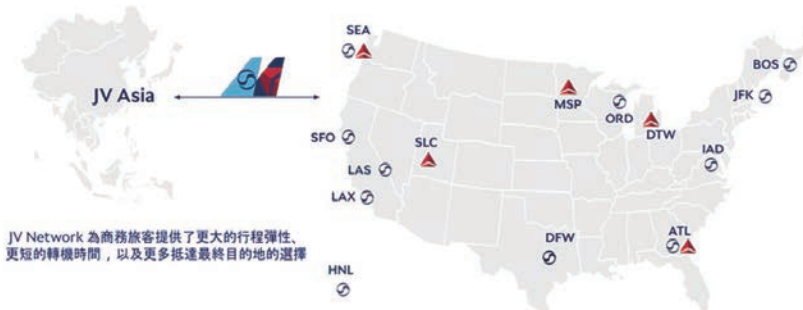 SEA
BOS
JV Asia
MSP
ORD
JFK
DTW
SFO
SLC
IAD
LAS
LAX
JV Network 為商務旅客提供了更大的行程彈性、
更短的轉機時間，以及更多抵達最終目的地的選擇
DFW
ATL
HNL